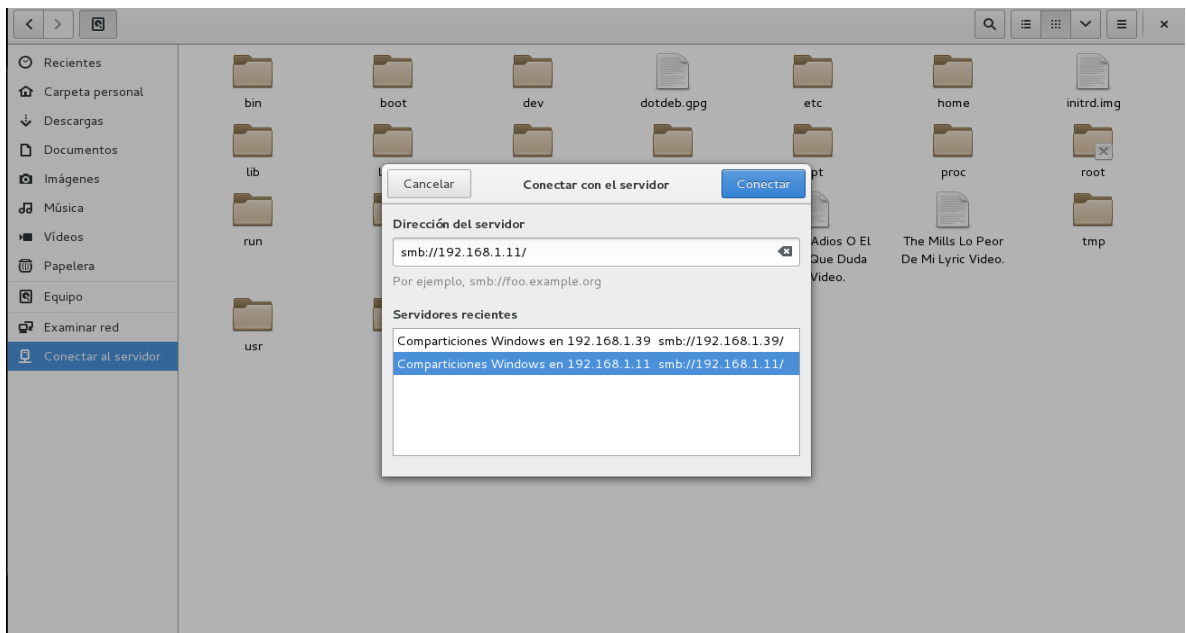 Recientes
Carpeta personal
Descargas
Documentos
Imágenes
Música
Vídeos
Papelera
Equipo
Examinar red
Conectar al servidor
bin
boot
dev
dotdeb.gpg
etc
home
initrd.img
lib
pt
proc
root
run
Adios O El
Que Duda
Video.
The Mills Lo Peor
De Mi Lyric Video.
tmp
usr
Cancelar
Conectar con el servidor
Conectar
Dirección del servidor
smb://192.168.1.11/
Por ejemplo, smb://foo.example.org
Servidores recientes
Comparticiones Windows en 192.168.1.39 smb://192.168.1.39/
Comparticiones Windows en 192.168.1.11 smb://192.168.1.11/